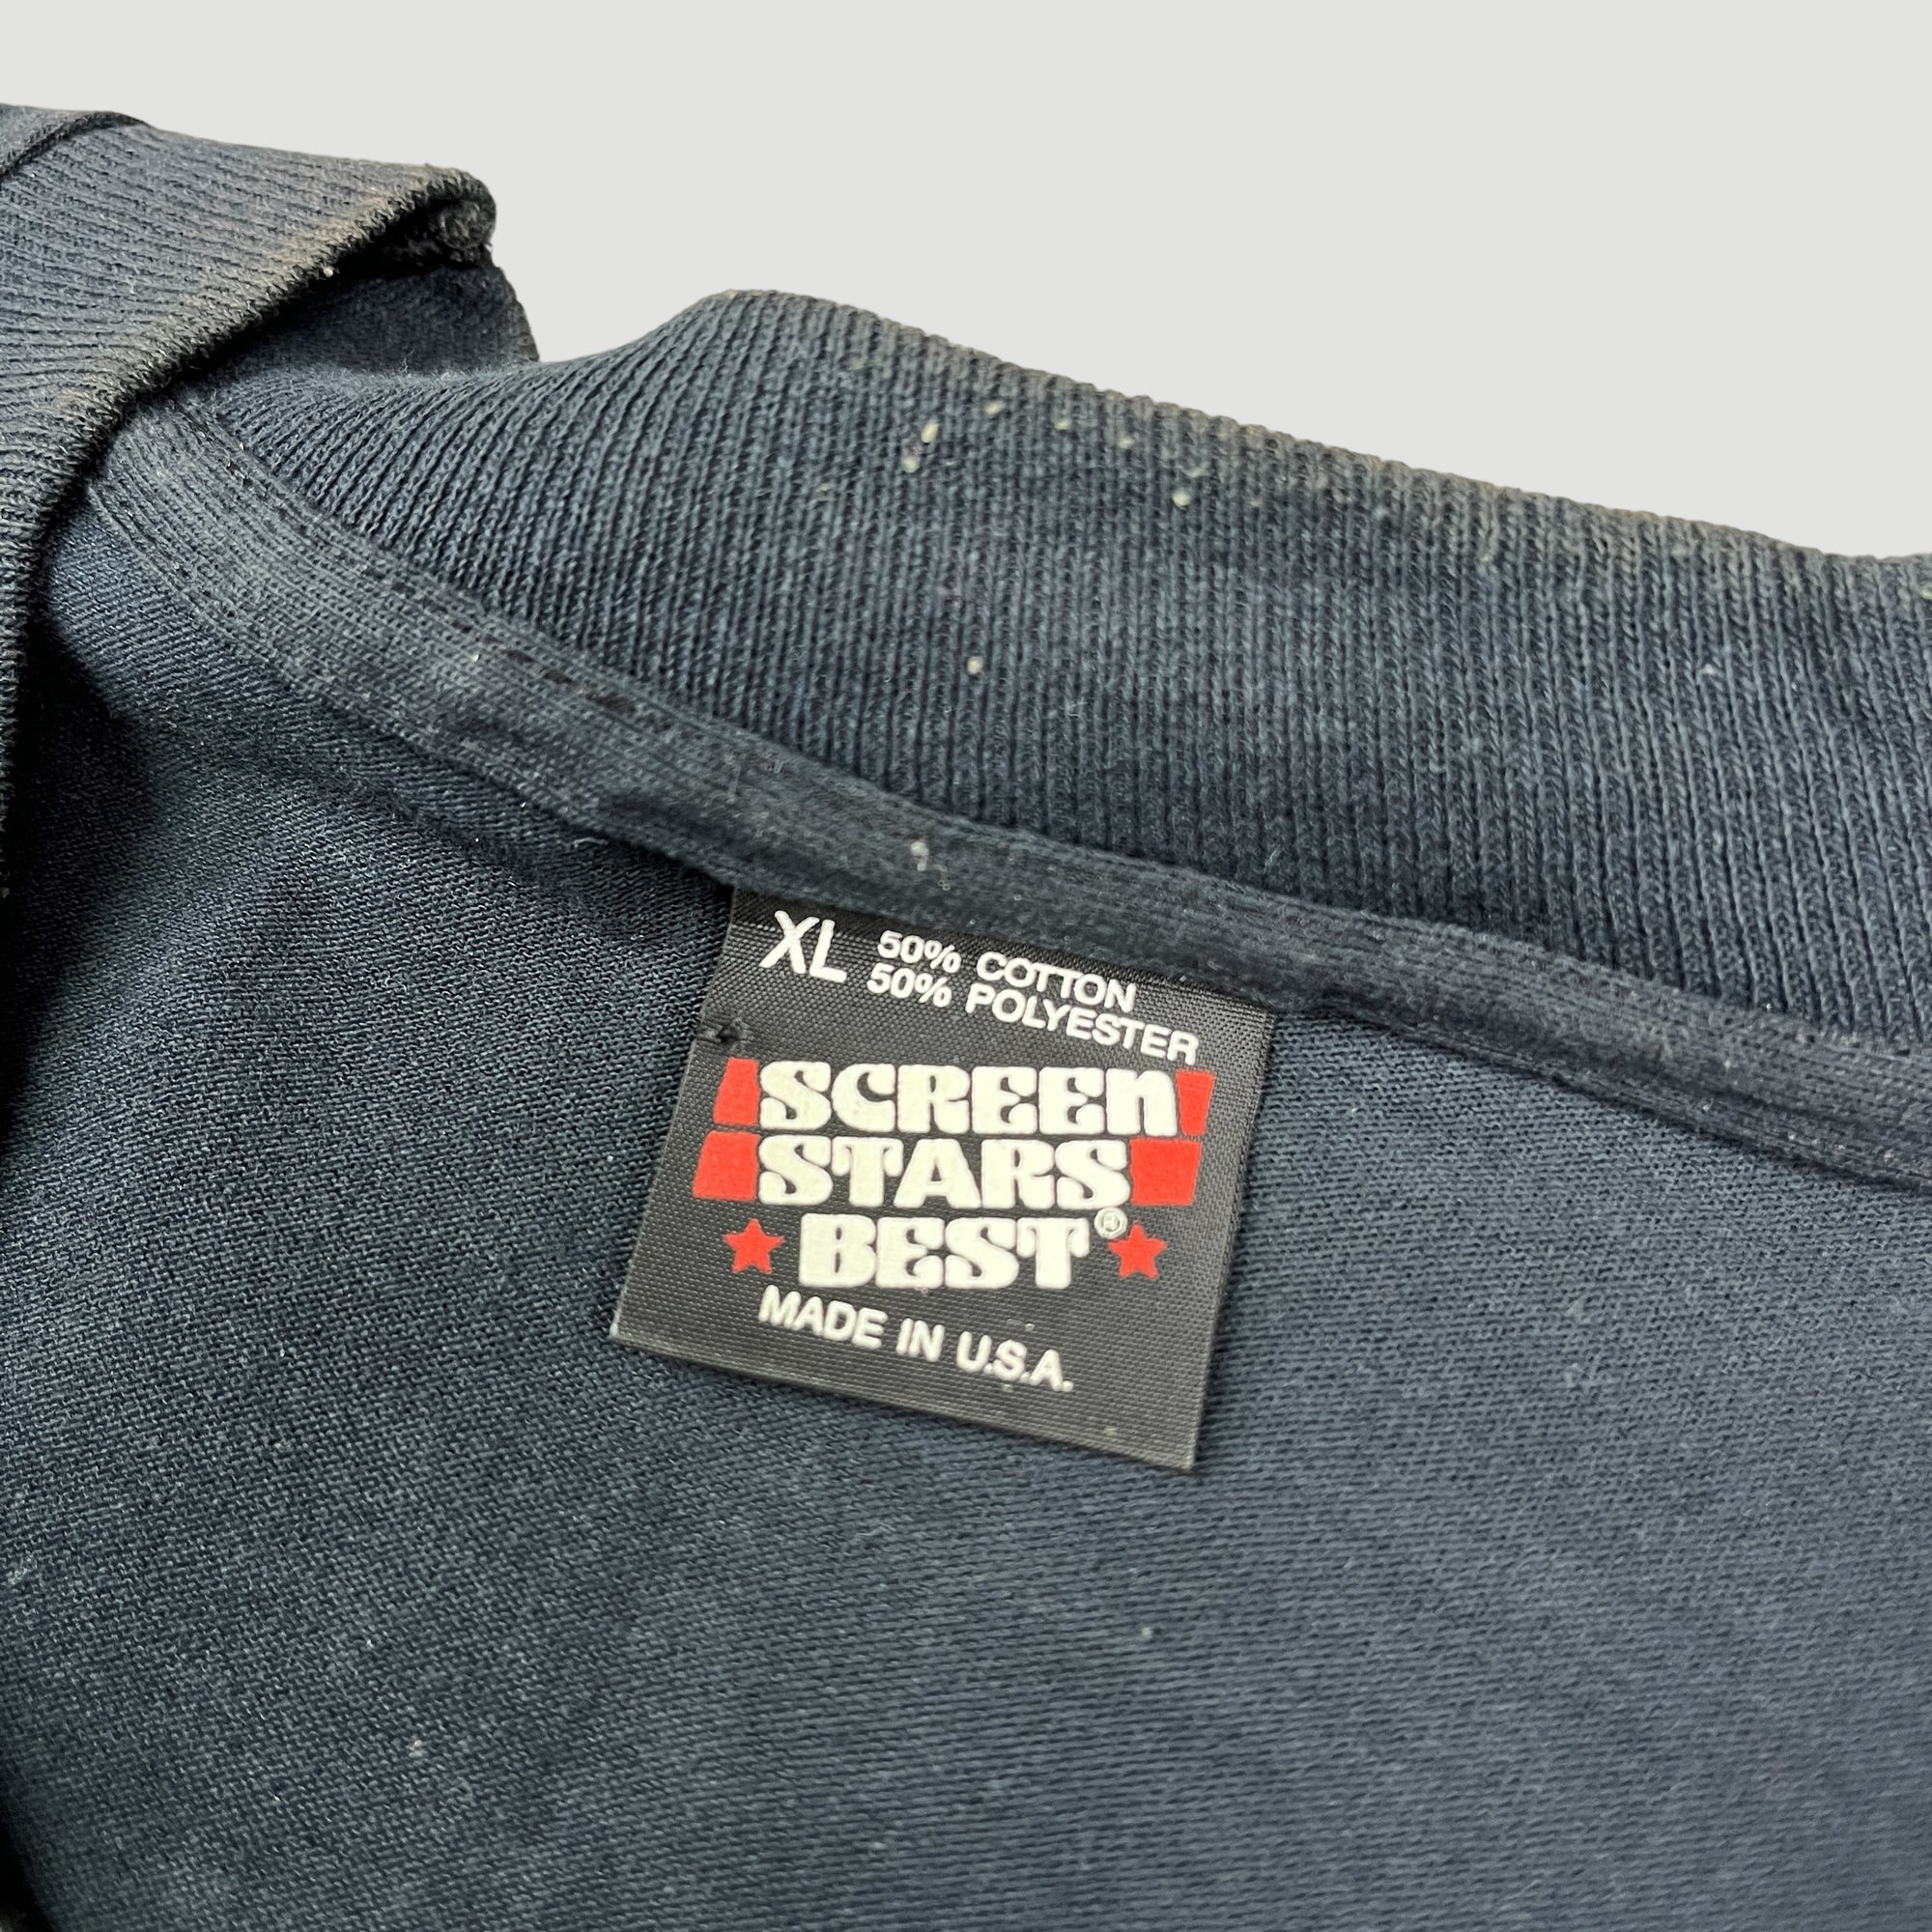 XL 50% COTTON
50% POLYESTER
SCREEN
STARS
BEST®
MADE IN U.S.A.